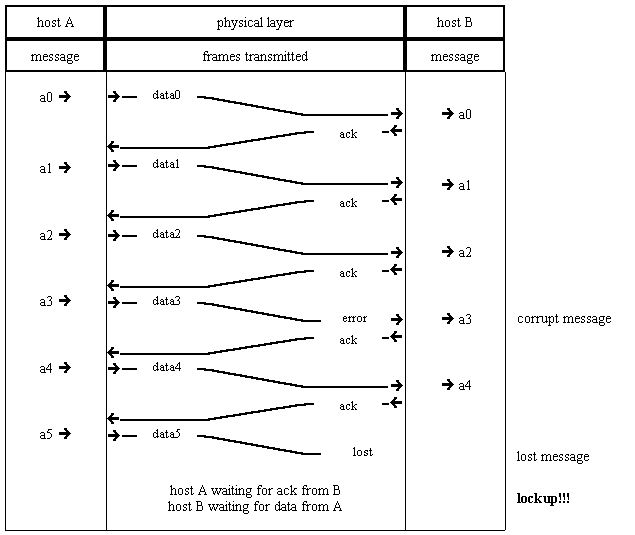 host A physical layer host B
message frames transmitted message
a0 data0
a0
ack
a1 data1
a1
ack
a2 data2
a2
ack
a3 data3
error a3 corrupt message
ack
a4 data4
a4
ack
a5 data5
lost lost message
host A waiting for ack from B
host B waiting for data from A
lockup!!!